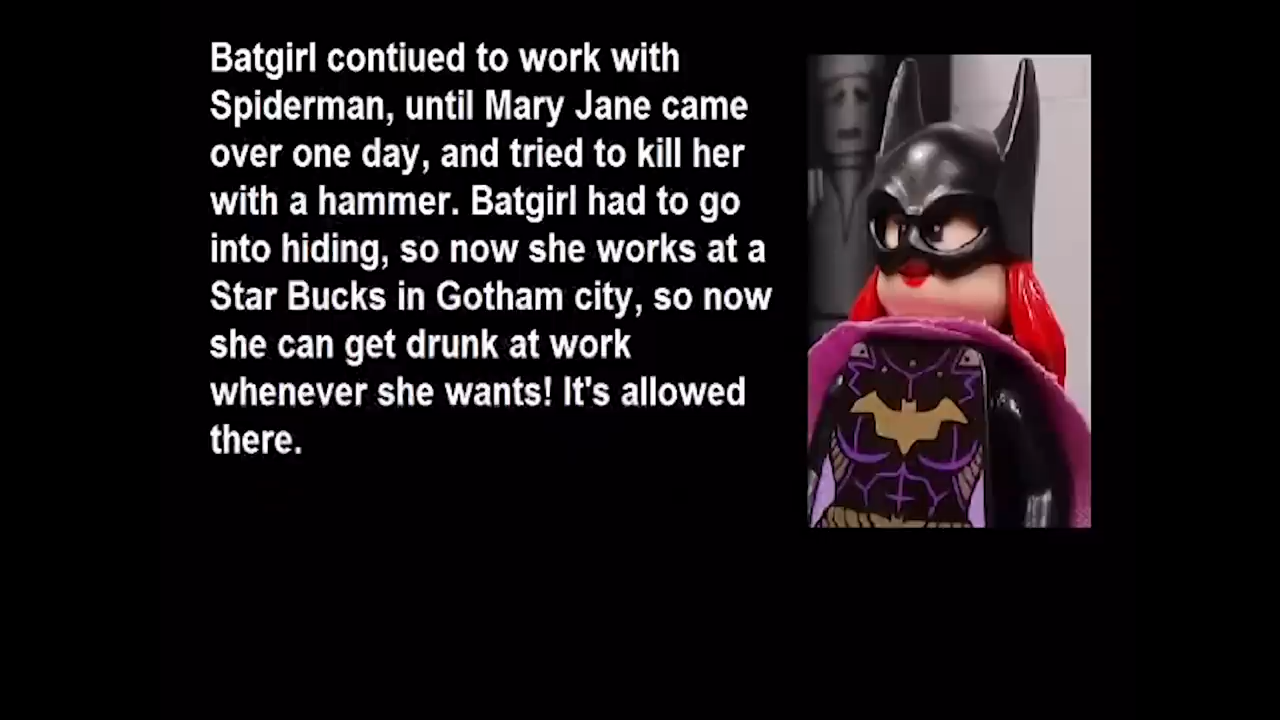 Batgirl contiued to work with
Spiderman, until Mary Jane came
over one day, and tried to kill her
with a hammer. Batgirl had to go
into hiding, so now she works at a
Star Bucks in Gotham city, so now
she can get drunk at work
whenever she wants! It's allowed
there.